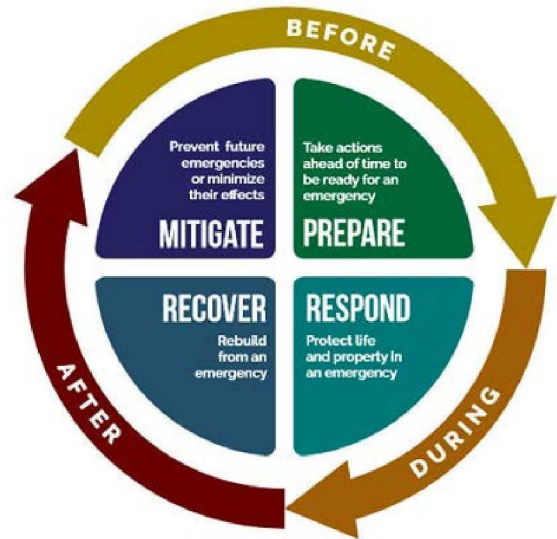 BEFORE
Prevent future
emergencies
or minimize
their effects
MITIGATE
Take actions
ahead of time to
be ready for an
emergency
PREPARE
RECOVER
Rebuild
from an
emergency
RESPOND
Protect life
and property in
an emergency
AFTER
DURING